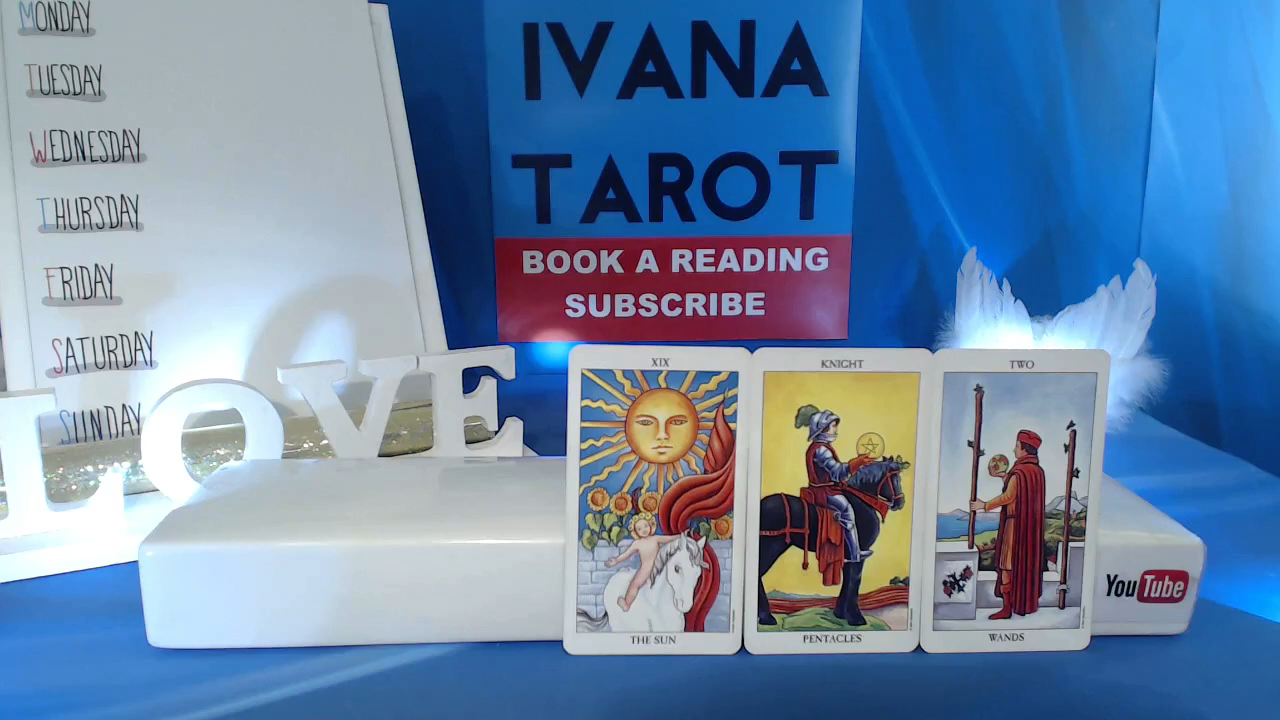 MONDAY
TUESDAY
WEDNESDAY
THURSDAY
FRIDAY
SATURDAY
SUNDAY
LOVE
IVANA
TAROT
BOOK A READING
SUBSCRIBE
XIX
THE SUN
KNIGHT
PENTACLES
TWO
WANDS
YouTube